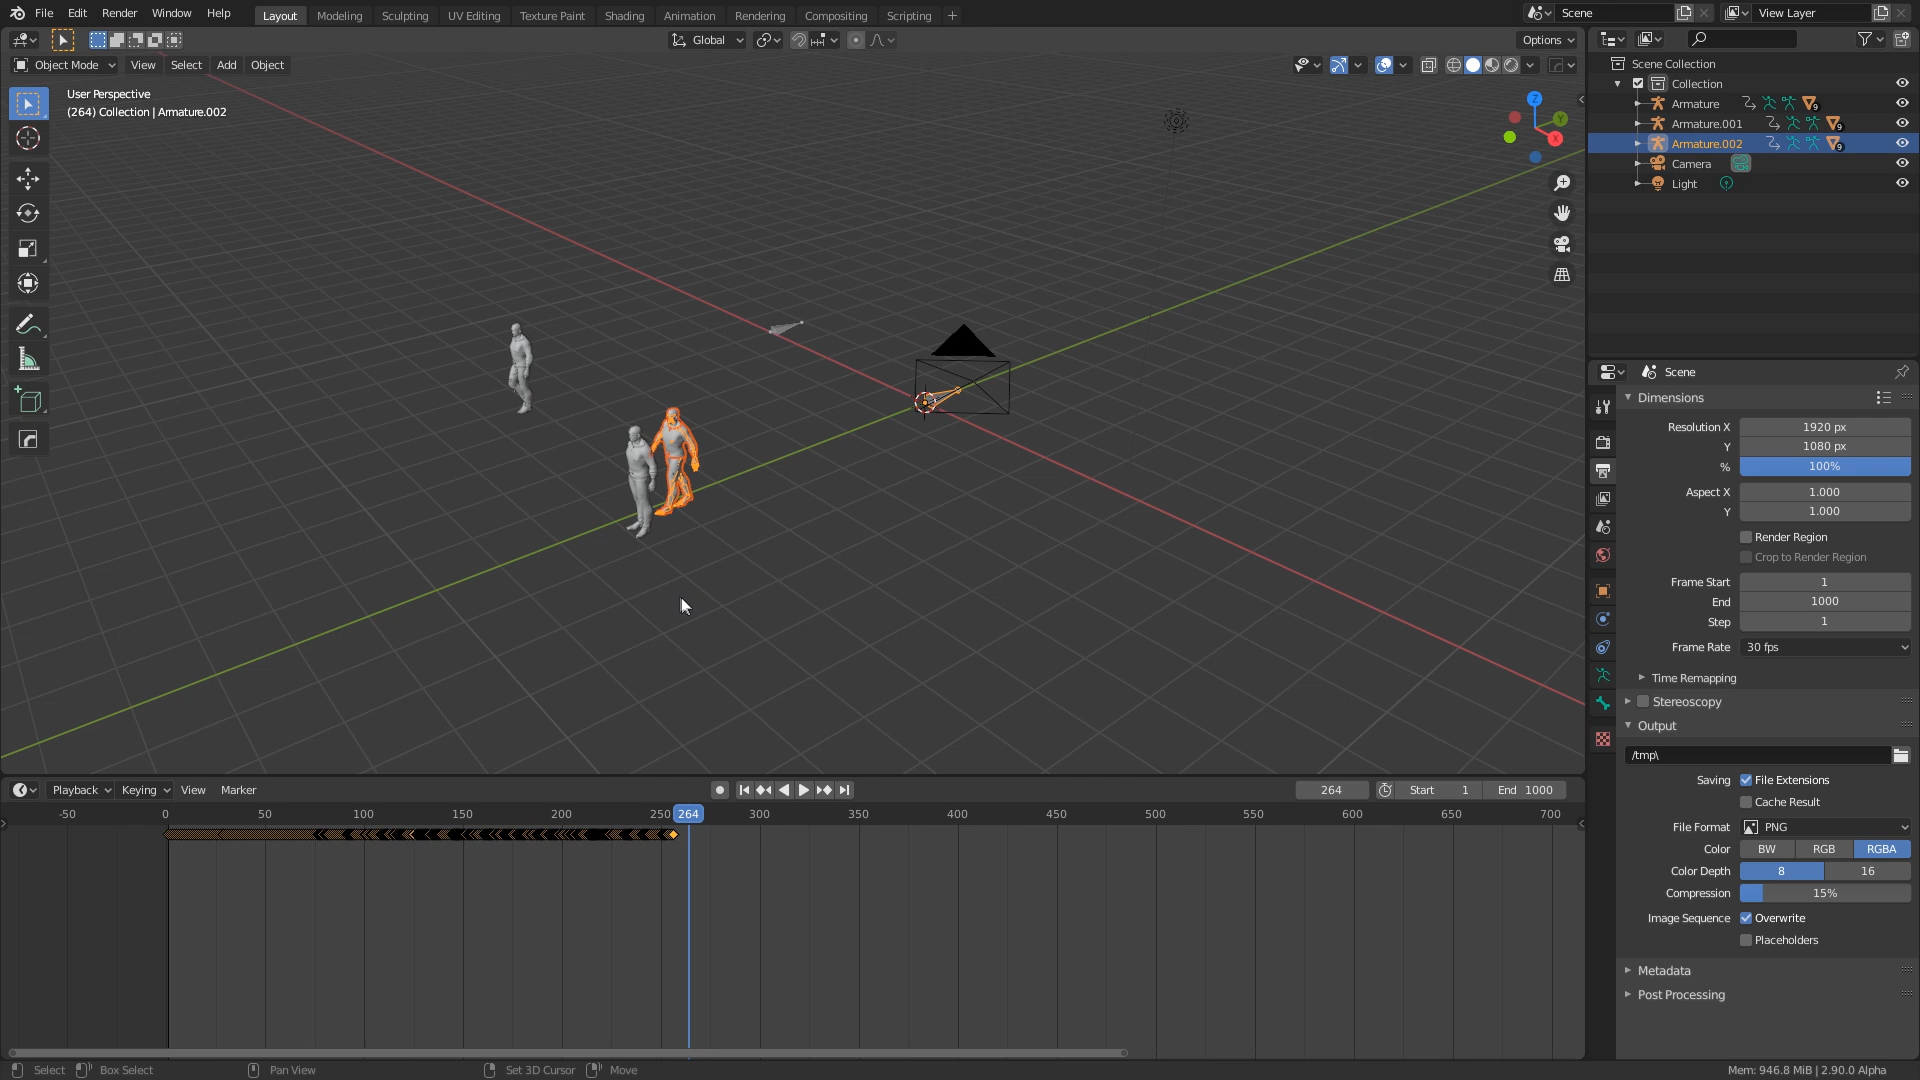 File Edit Render Window Help Layout Modeling Sculpting UV Editing Texture Paint Shading Animation Rendering Compositing Scripting + Scene View Layer
Global Options
Object Mode View Select Add Object
User Perspective
(264) Collection | Armature.002
Z
Y
X
Scene Collection
Collection
Armature 9
Armature.001 9
Armature.002 9
Camera
Light
Scene
Dimensions
Resolution X 1920 px
Y 1080 px
% 100%
Aspect X 1.000
Y 1.000
Render Region
Crop to Render Region
Frame Start 1
End 1000
Step 1
Frame Rate 30 fps
Time Remapping
Stereoscopy
Output
/tmp\
Saving File Extensions
Cache Result
File Format PNG
Color BW RGB RGBA
Color Depth 8 16
Compression 15%
Image Sequence Overwrite
Placeholders
Metadata
Post Processing
Playback Keying View Marker 264 Start 1 End 1000
-50 0 50 100 150 200 250 264 300 350 400 450 500 550 600 650 700
Select Box Select Pan View Set 3D Cursor Move Mem: 946.8 MiB | 2.90.0 Alpha